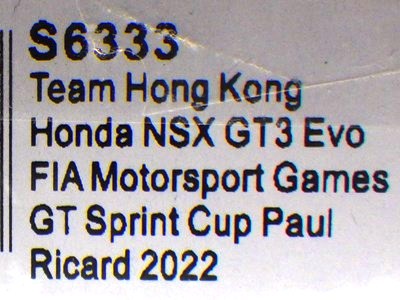 S6333
Team Hong Kong
Honda NSX GT3 Evo
FIA Motorsport Games
GT Sprint Cup Paul
Ricard 2022